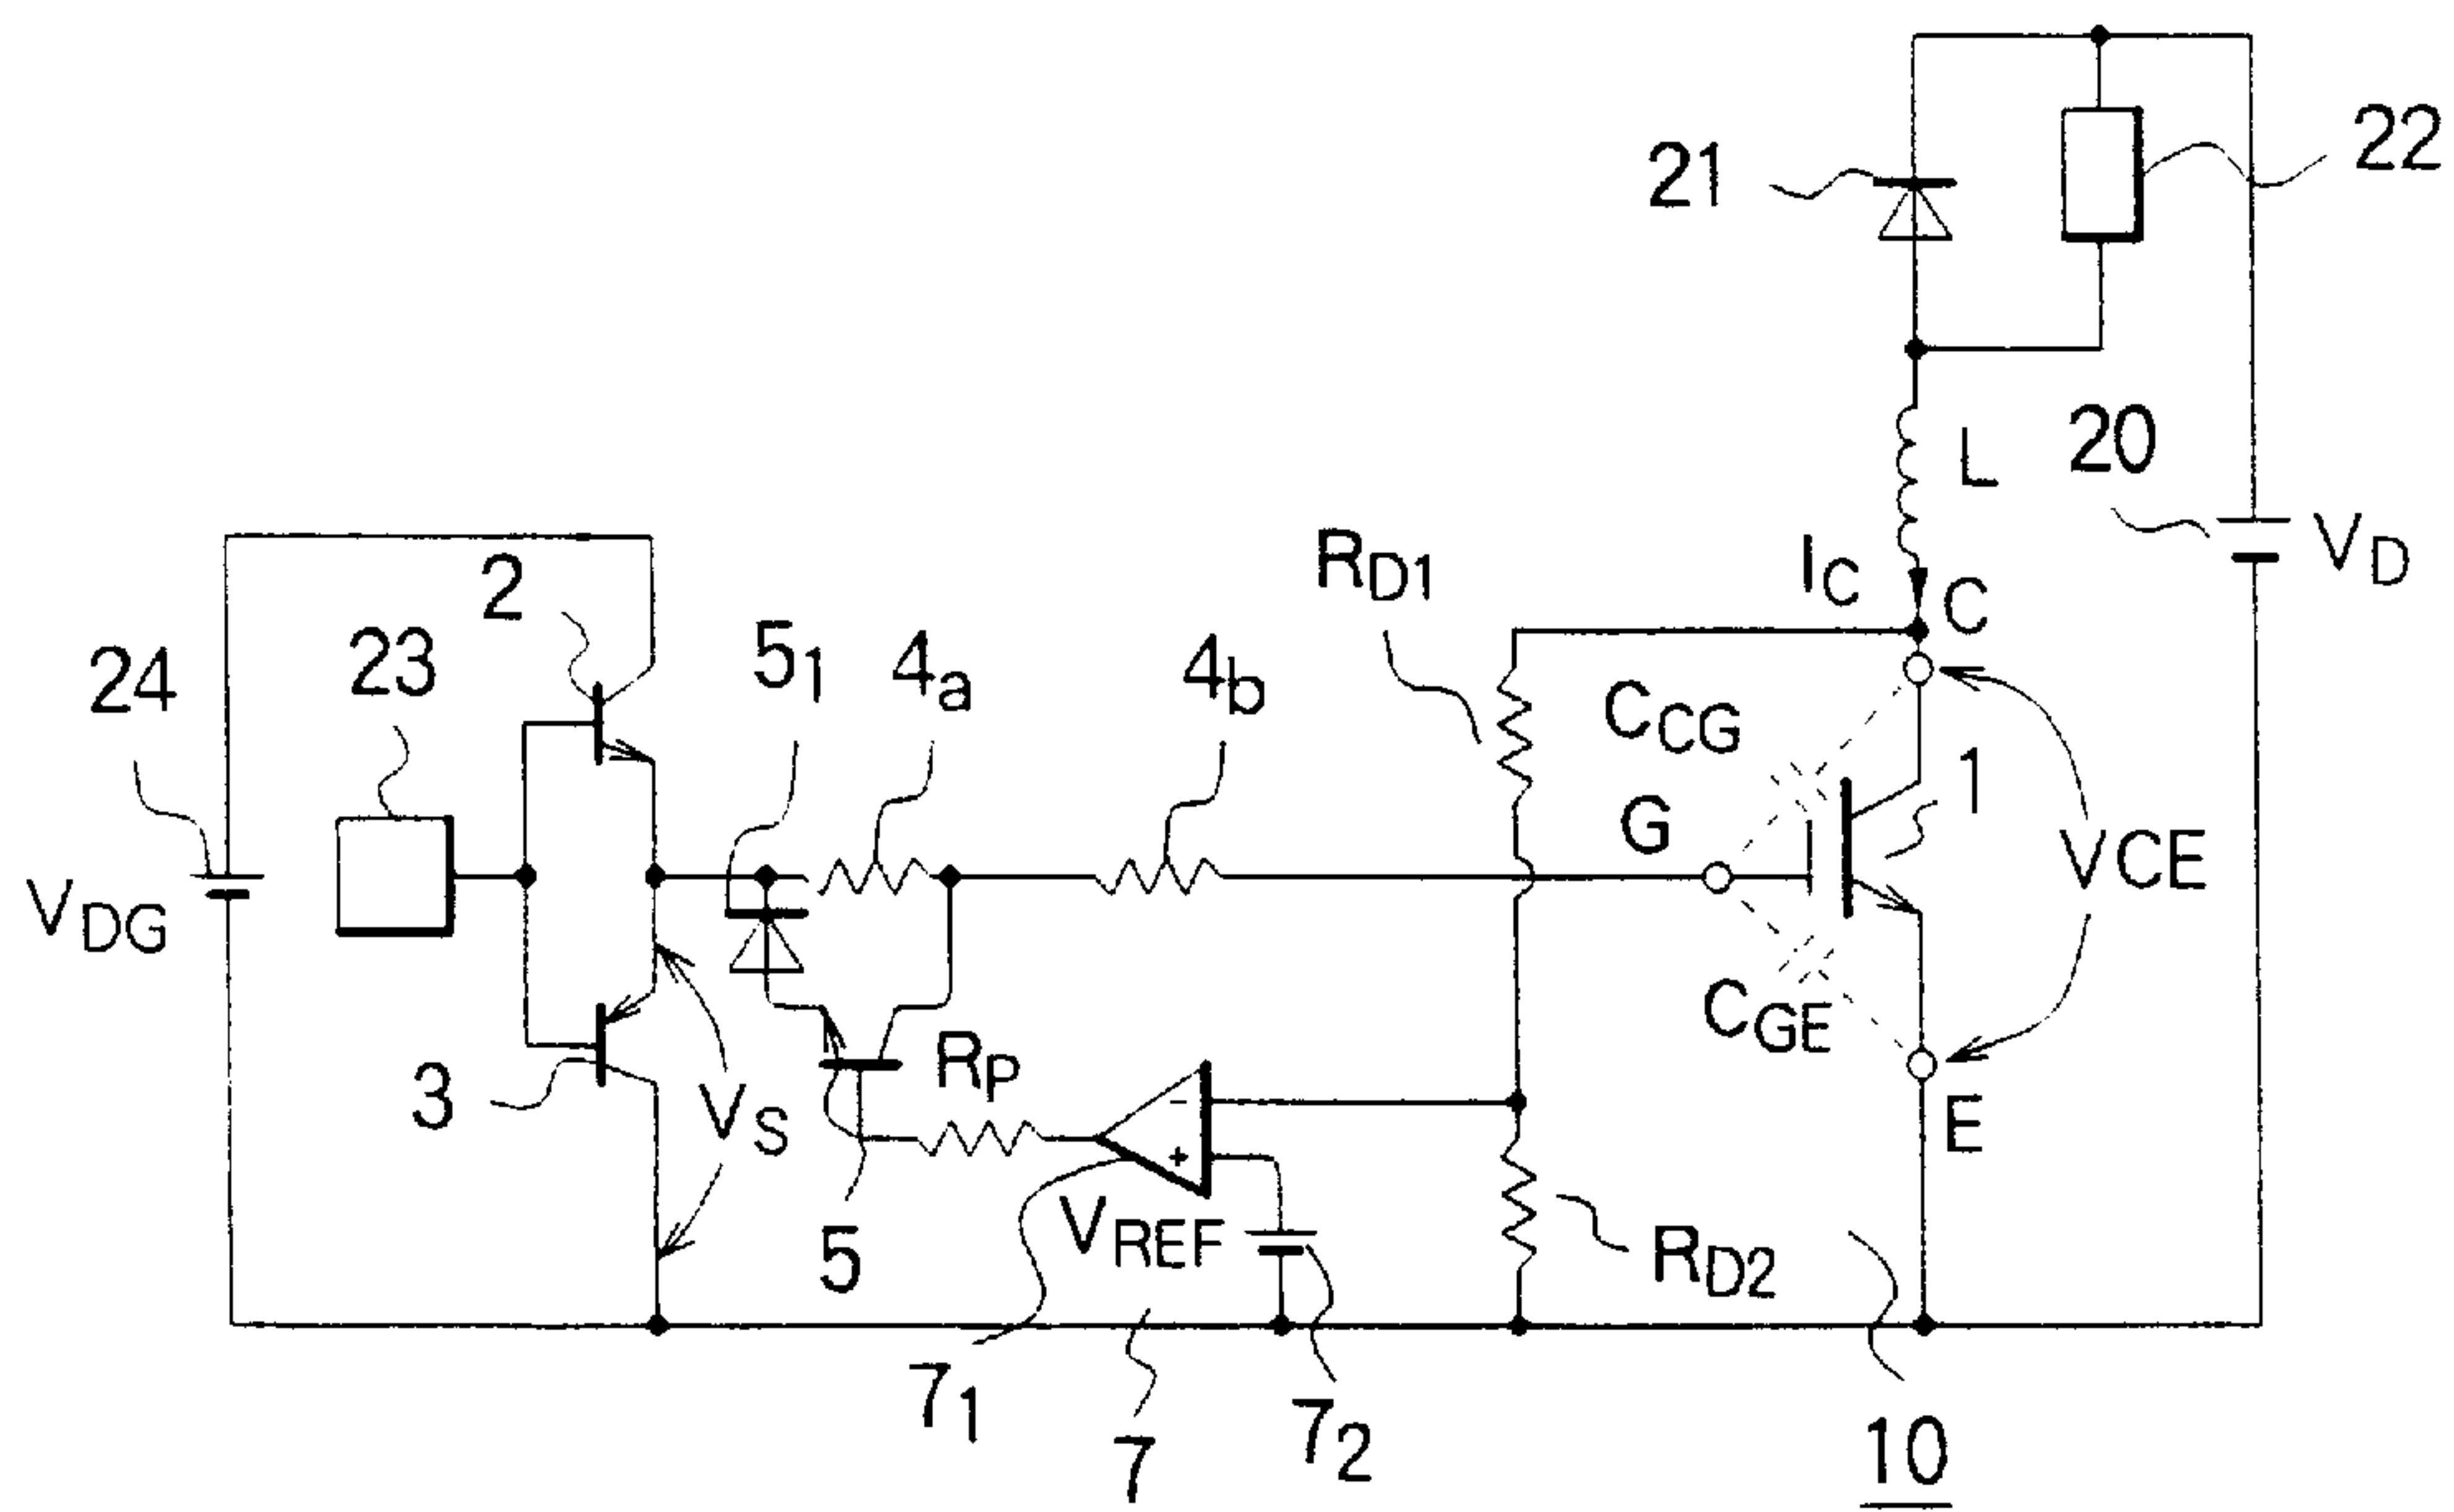 22
21
20
L
V_D
R_D1
I_C
C
2
5_1
4_a
4_b
23
24
C_CG
1
G
VCE
V_DG
C_GE
R_P
-
3
V_S
E
+
V_REF
5
R_D2
7_1
7
7_2
10